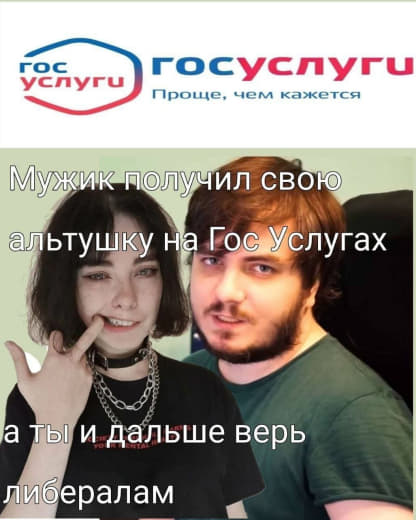 гос
услуги
госуслуги
Проще, чем кажется
Мужик получил свою
альтушку на Гос Услугах
а ты и дальше верь
либералам